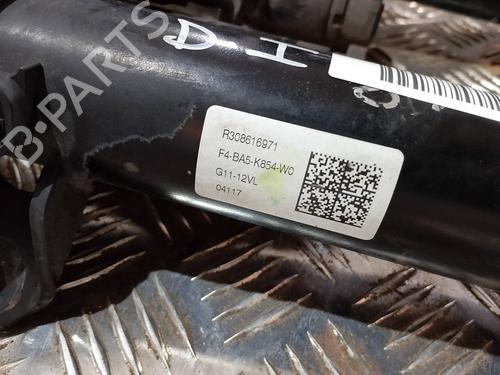 B-PARTS
D I
R308616971
F4-BA5-K854-W0
G11-12VL
04117